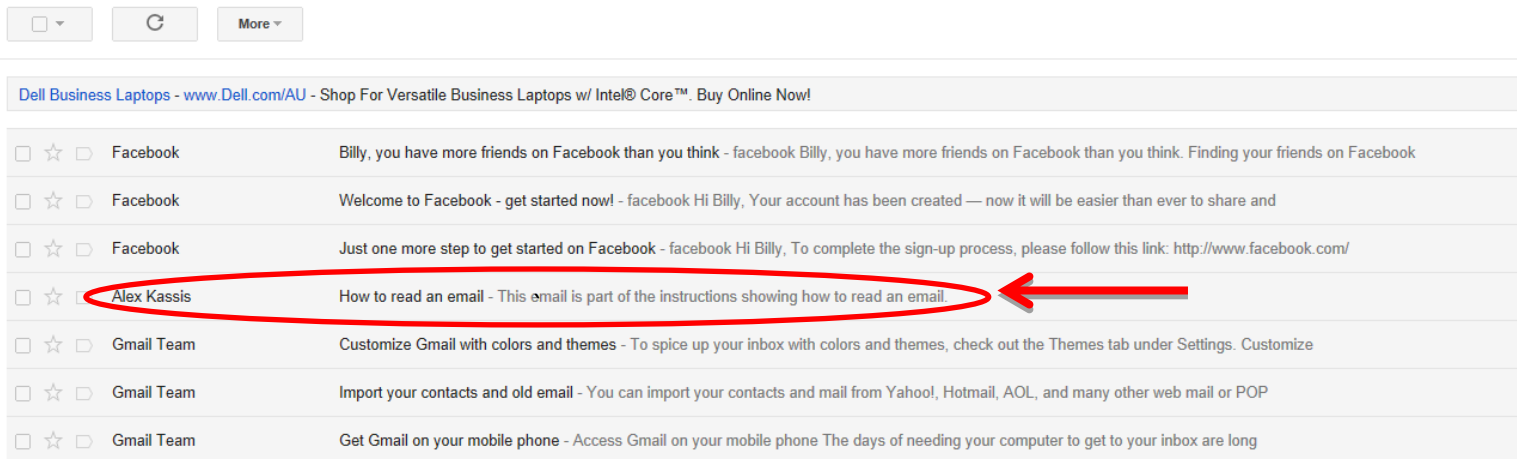 More
Dell Business Laptops - www.Dell.com/AU - Shop For Versatile Business Laptops w/ Intel® Core™. Buy Online Now!
Facebook Billy, you have more friends on Facebook than you think - facebook Billy, you have more friends on Facebook than you think. Finding your friends on Facebook
Facebook Welcome to Facebook - get started now! - facebook Hi Billy, Your account has been created — now it will be easier than ever to share and
Facebook Just one more step to get started on Facebook - facebook Hi Billy, To complete the sign-up process, please follow this link: http://www.facebook.com/
Alex Kassis How to read an email - This email is part of the instructions showing how to read an email.
Gmail Team Customize Gmail with colors and themes - To spice up your inbox with colors and themes, check out the Themes tab under Settings. Customize
Gmail Team Import your contacts and old email - You can import your contacts and mail from Yahoo!, Hotmail, AOL, and many other web mail or POP
Gmail Team Get Gmail on your mobile phone - Access Gmail on your mobile phone The days of needing your computer to get to your inbox are long